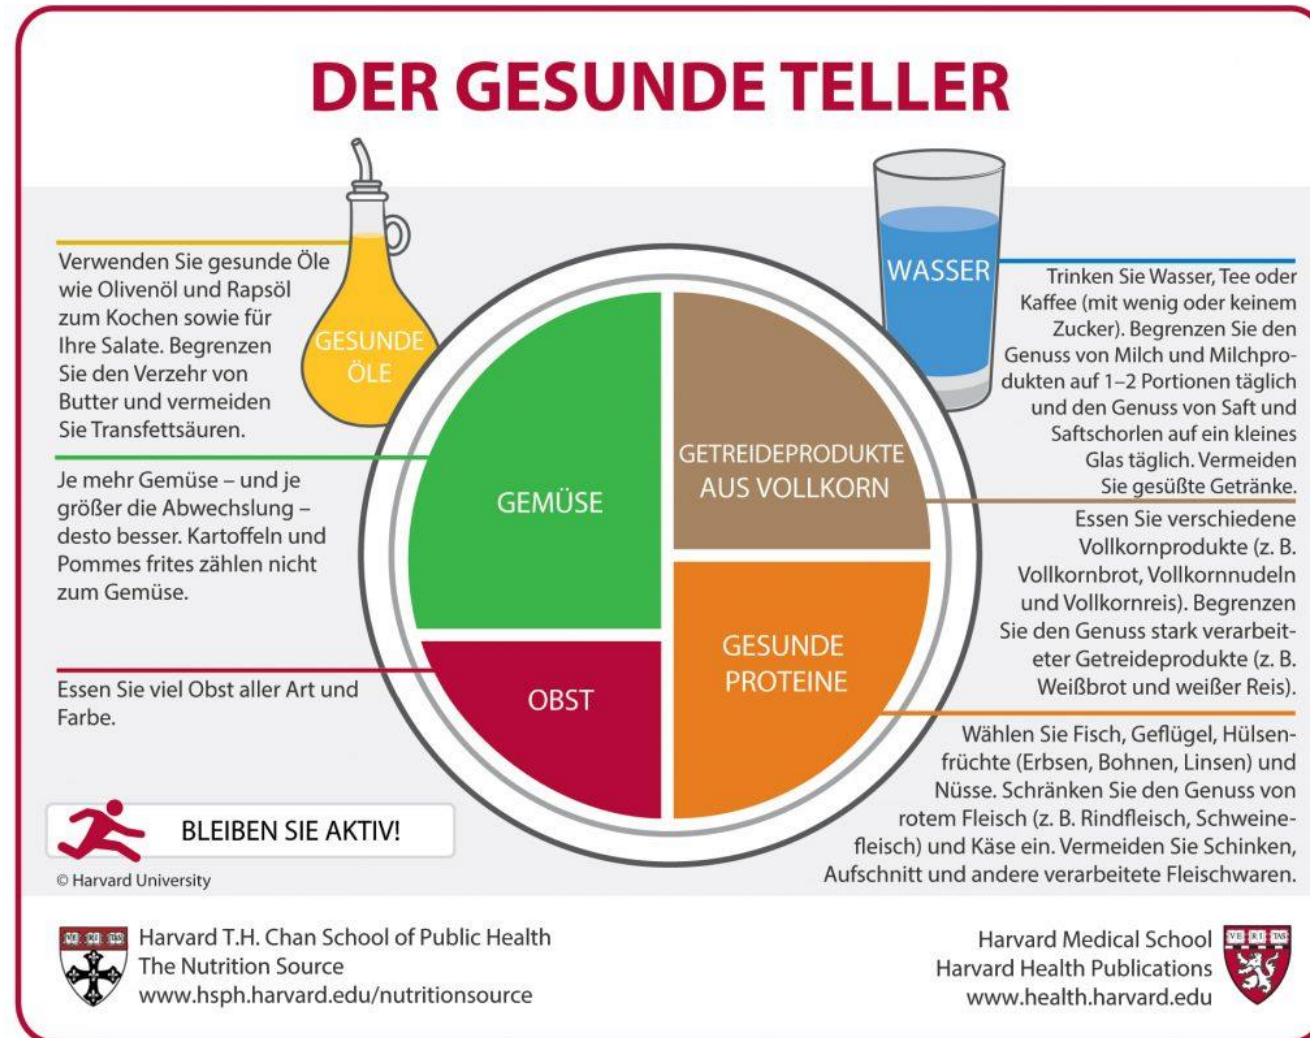 DER GESUNDE TELLER
Verwenden Sie gesunde Öle
wie Olivenöl und Rapsöl
zum Kochen sowie für
Ihre Salate. Begrenzen
Sie den Verzehr von
Butter und vermeiden
Sie Transfettsäuren.
GESUNDE
ÖLE
WASSER
Trinken Sie Wasser, Tee oder
Kaffee (mit wenig oder keinem
Zucker). Begrenzen Sie den
Genuss von Milch und Milchpro-
dukten auf 1–2 Portionen täglich
und den Genuss von Saft und
Saftschorlen auf ein kleines
Glas täglich. Vermeiden
Sie gesüßte Getränke.
Je mehr Gemüse – und je
größer die Abwechslung –
desto besser. Kartoffeln und
Pommes frites zählen nicht
zum Gemüse.
GEMÜSE
GETREIDEPRODUKTE
AUS VOLLKORN
Essen Sie verschiedene
Vollkornprodukte (z. B.
Vollkornbrot, Vollkornnudeln
und Vollkornreis). Begrenzen
Sie den Genuss stark verarbeit-
eter Getreideprodukte (z. B.
Weißbrot und weißer Reis).
Essen Sie viel Obst aller Art und
Farbe.
OBST
GESUNDE
PROTEINE
Wählen Sie Fisch, Geflügel, Hülsen-
früchte (Erbsen, Bohnen, Linsen) und
Nüsse. Schränken Sie den Genuss von
rotem Fleisch (z. B. Rindfleisch, Schweine-
fleisch) und Käse ein. Vermeiden Sie Schinken,
Aufschnitt und andere verarbeitete Fleischwaren.
BLEIBEN SIE AKTIV!
© Harvard University
VE RI TAS
Harvard T.H. Chan School of Public Health
The Nutrition Source
www.hsph.harvard.edu/nutritionsource
Harvard Medical School
Harvard Health Publications
www.health.harvard.edu
VE RI TAS